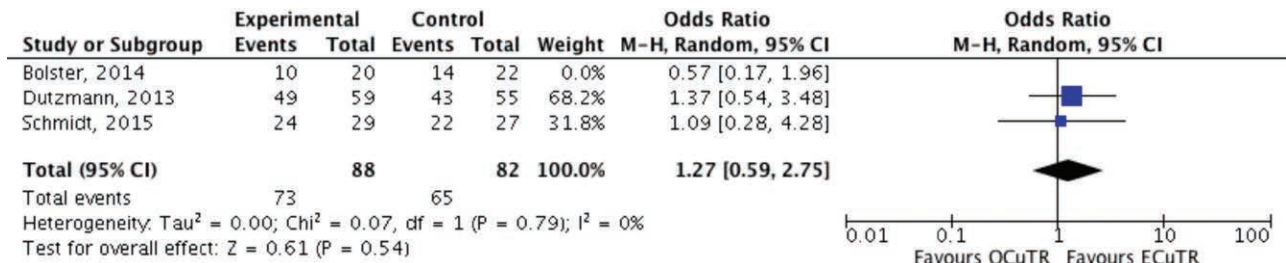 Experimental Control Odds Ratio Odds Ratio
Study or Subgroup Events Total Events Total Weight M-H, Random, 95% CI M-H, Random, 95% CI
Bolster, 2014 10 20 14 22 0.0% 0.57 [0.17, 1.96]
Dutzmann, 2013 49 59 43 55 68.2% 1.37 [0.54, 3.48]
Schmidt, 2015 24 29 22 27 31.8% 1.09 [0.28, 4.28]
Total (95% CI) 88 82 100.0% 1.27 [0.59, 2.75]
Total events 73 65
Heterogeneity: Tau² = 0.00; Chi² = 0.07, df = 1 (P = 0.79); I² = 0%
Test for overall effect: Z = 0.61 (P = 0.54)
0.01 0.1 1 10 100
Favours OCuTR Favours ECuTR